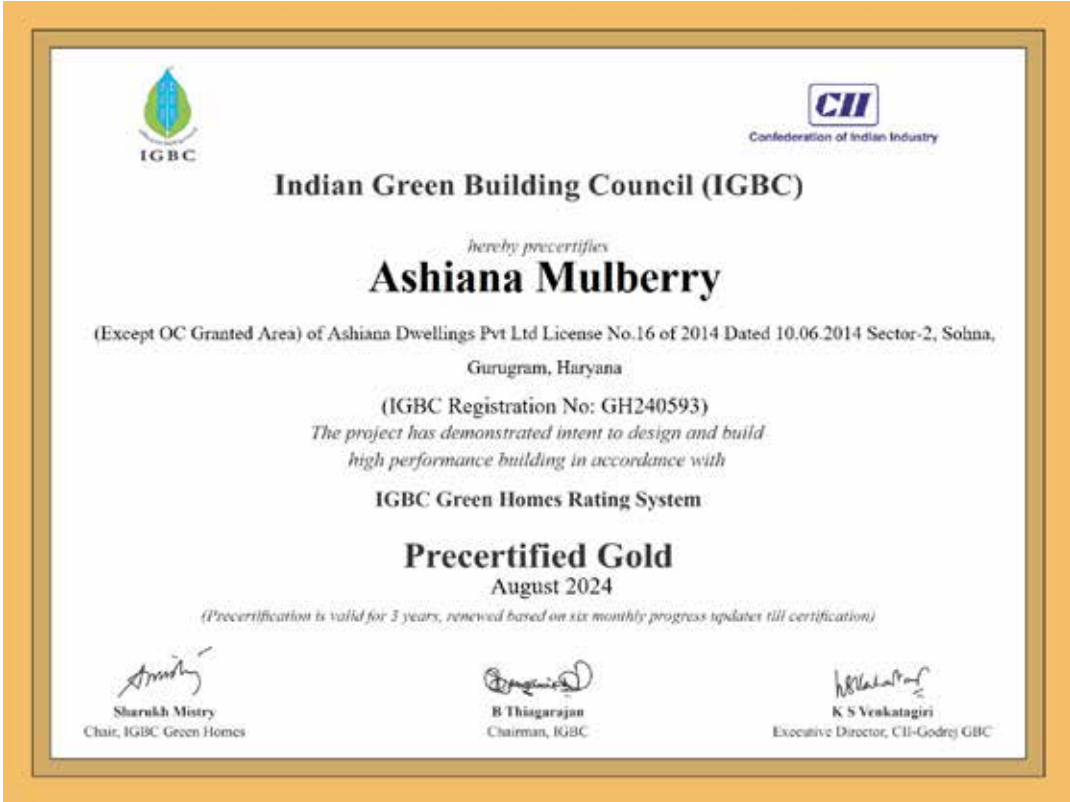 IGBC
CII
Confederation of Indian Industry
Indian Green Building Council (IGBC)
hereby precertifies
Ashiana Mulberry
(Except OC Granted Area) of Ashiana Dwellings Pvt Ltd License No.16 of 2014 Dated 10.06.2014 Sector-2, Sohna,
Gurugram, Haryana
(IGBC Registration No: GH240593)
The project has demonstrated intent to design and build
high performance building in accordance with
IGBC Green Homes Rating System
Precertified Gold
August 2024
(Precertification is valid for 3 years, renewed based on six monthly progress updates till certification)
Sharukh Mistry
Chair, IGBC Green Homes
B Thiagarajan
Chairman, IGBC
K S Venkatagiri
Executive Director, CII-Godrej GBC